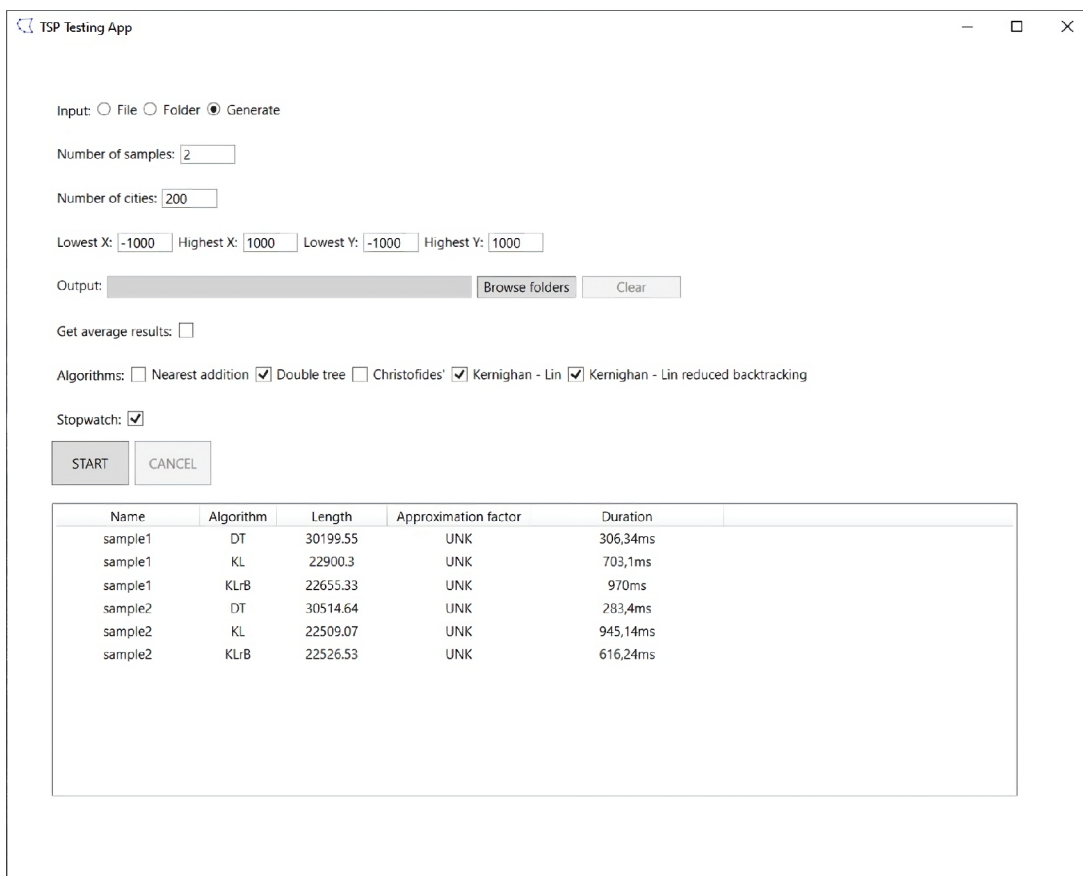 TSP Testing App
Input: File Folder Generate
Number of samples: 2
Number of cities: 200
Lowest X: -1000 Highest X: 1000 Lowest Y: -1000 Highest Y: 1000
Output: Browse folders Clear
Get average results:
Algorithms: Nearest addition Double tree Christofides' Kernighan - Lin Kernighan - Lin reduced backtracking
Stopwatch:
START CANCEL
Name Algorithm Length Approximation factor Duration
sample1 DT 30199.55 UNK 306,34ms
sample1 KL 22900.3 UNK 703,1ms
sample1 KLrB 22655.33 UNK 970ms
sample2 DT 30514.64 UNK 283,4ms
sample2 KL 22509.07 UNK 945,14ms
sample2 KLrB 22526.53 UNK 616,24ms